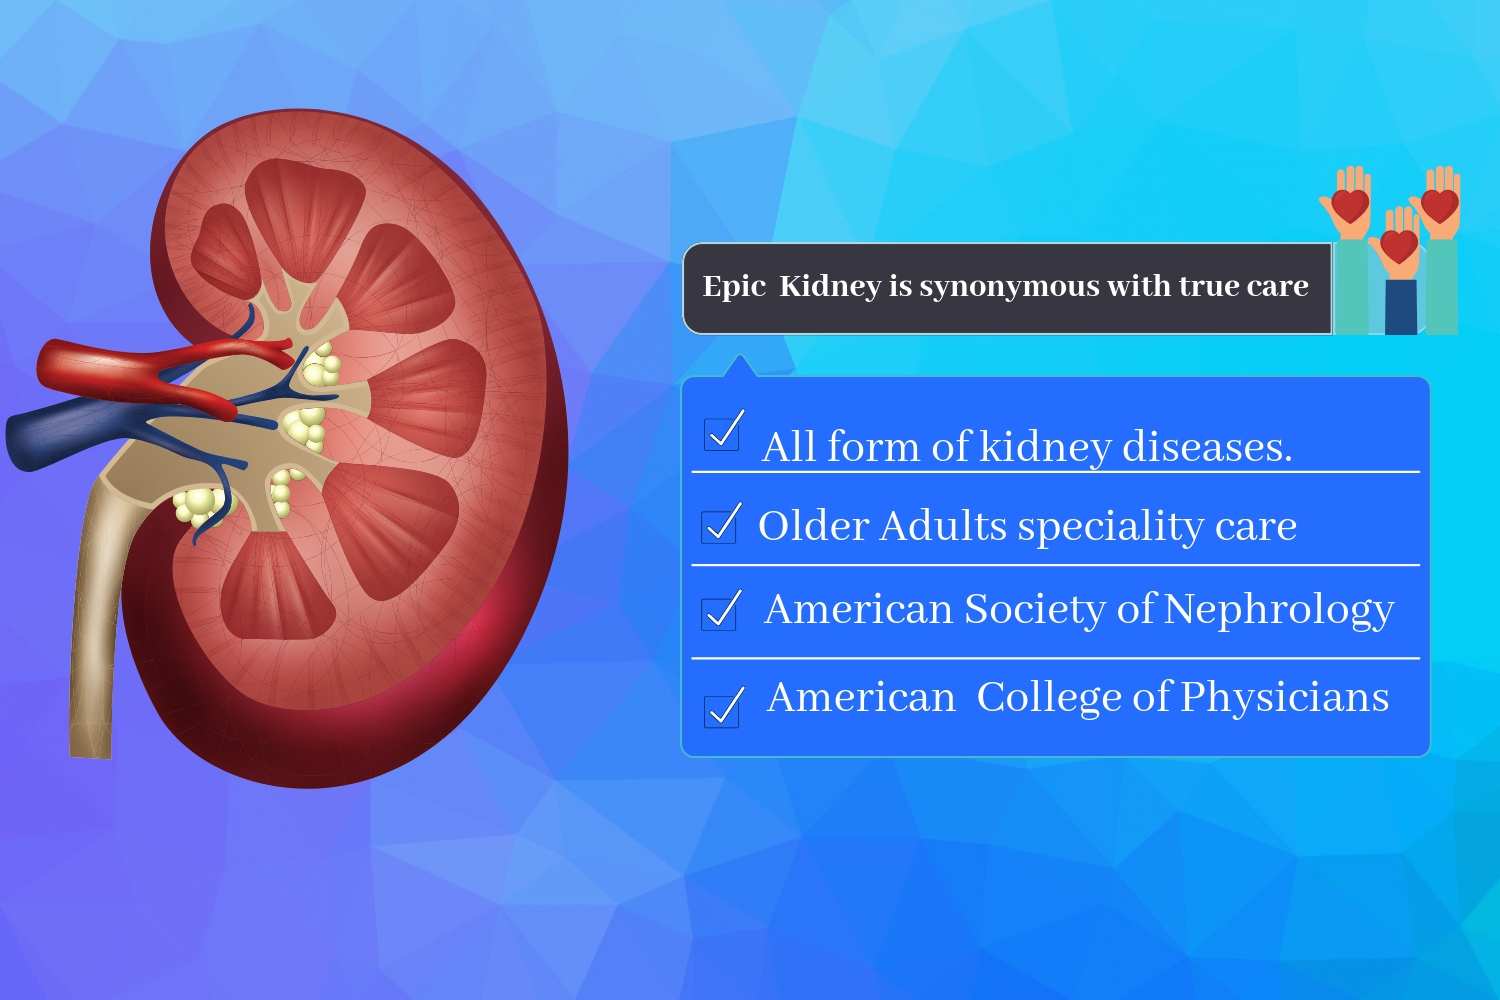 Epic Kidney is synonymous with true care
All form of kidney diseases.
Older Adults speciality care
American Society of Nephrology
American College of Physicians